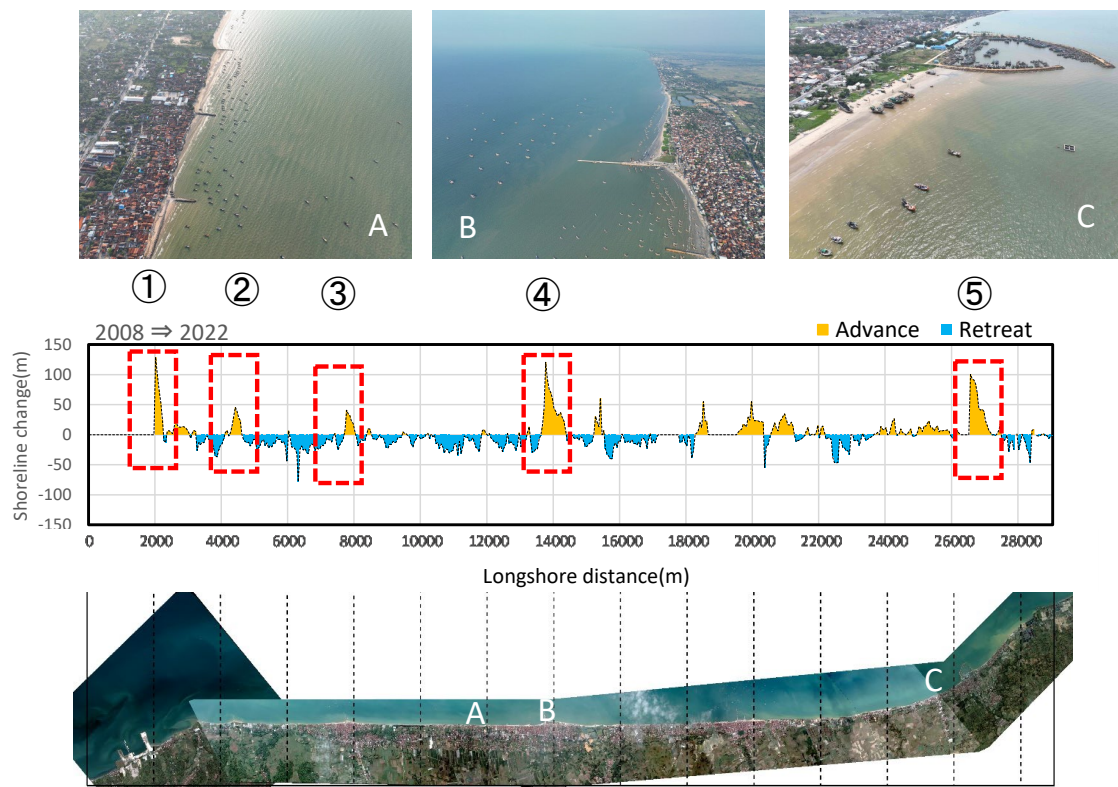 A
B
C
① ② ③ ④ ⑤
2008 ⇒ 2022
Advance Retreat
Shoreline change(m)
150
100
50
0
-50
-100
-150
0 2000 4000 6000 8000 10000 12000 14000 16000 18000 20000 22000 24000 26000 28000
Longshore distance(m)
A B C